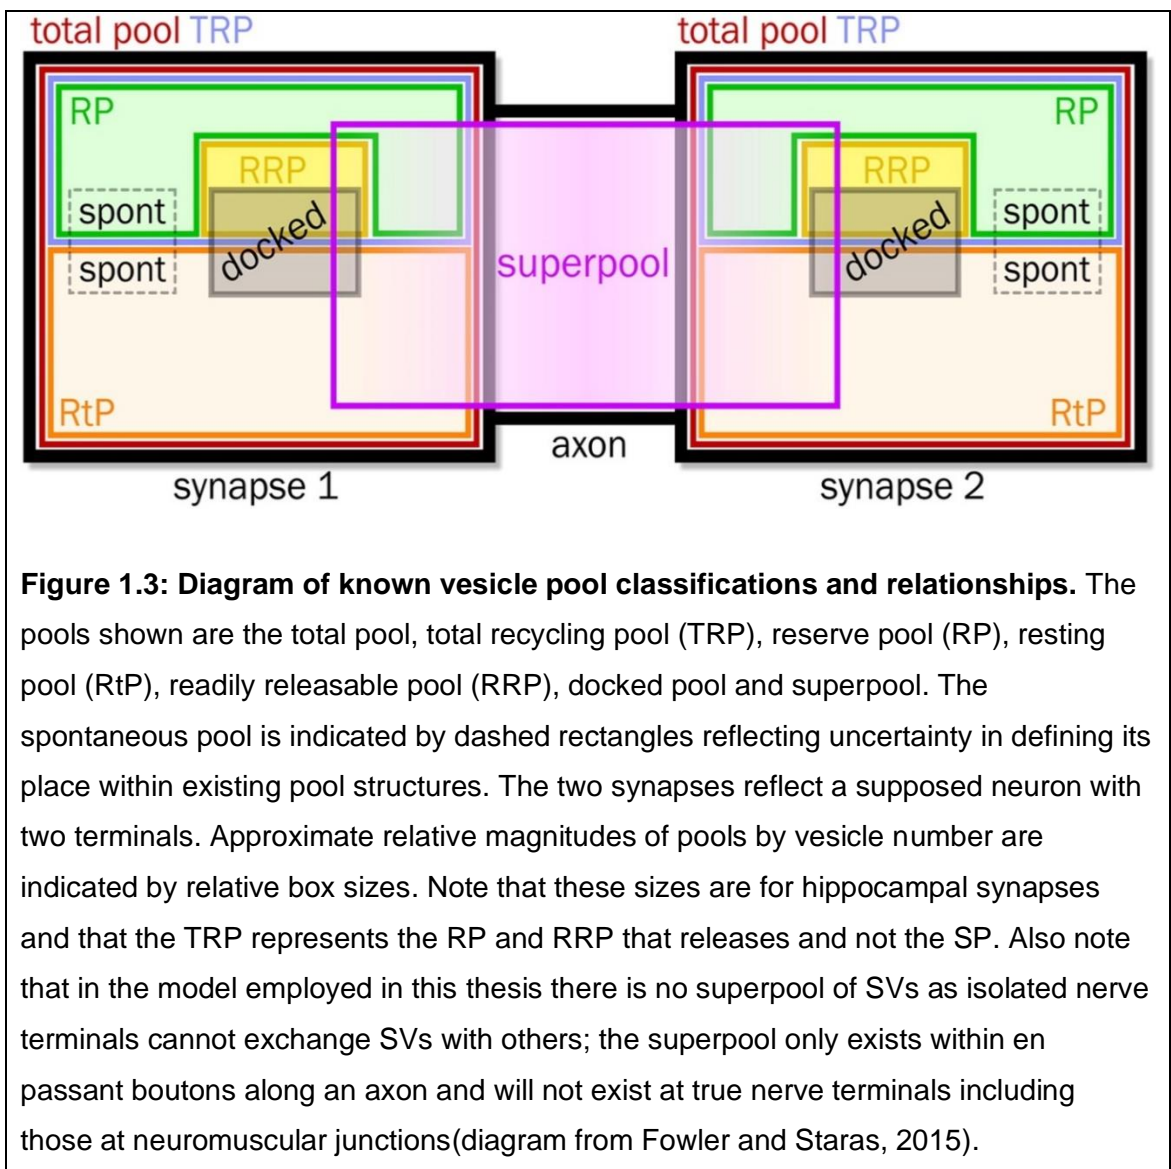 total pool TRP
total pool TRP
RP
RRP
spont
docked
spont
RtP
superpool
RP
RRP
spont
docked
spont
RtP
axon
synapse 1
synapse 2
Figure 1.3: Diagram of known vesicle pool classifications and relationships. The
pools shown are the total pool, total recycling pool (TRP), reserve pool (RP), resting
pool (RtP), readily releasable pool (RRP), docked pool and superpool. The
spontaneous pool is indicated by dashed rectangles reflecting uncertainty in defining its
place within existing pool structures. The two synapses reflect a supposed neuron with
two terminals. Approximate relative magnitudes of pools by vesicle number are
indicated by relative box sizes. Note that these sizes are for hippocampal synapses
and that the TRP represents the RP and RRP that releases and not the SP. Also note
that in the model employed in this thesis there is no superpool of SVs as isolated nerve
terminals cannot exchange SVs with others; the superpool only exists within en
passant boutons along an axon and will not exist at true nerve terminals including
those at neuromuscular junctions(diagram from Fowler and Staras, 2015).